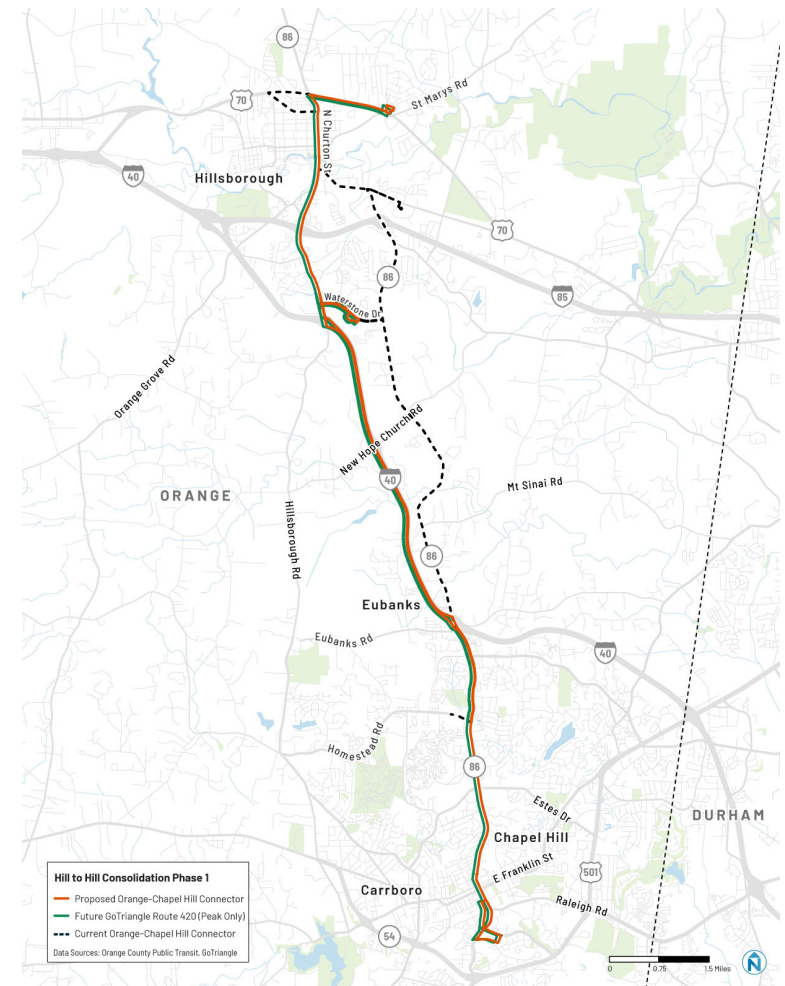 86
70
St Marys Rd
N Churton St
40
Hillsborough
70
86
85
Waterstone Dr
Orange Grove Rd
New Hope Church Rd
40
ORANGE
Mt Sinai Rd
Hillsborough Rd
86
Eubanks
Eubanks Rd
40
Homestead Rd
86
Estes Dr
DURHAM
Chapel Hill
E Franklin St
501
Carrboro
Raleigh Rd
54
Hill to Hill Consolidation Phase 1
Proposed Orange-Chapel Hill Connector
Future GoTriangle Route 420 (Peak Only)
Current Orange-Chapel Hill Connector
Data Sources: Orange County Public Transit, GoTriangle
0 0.75 1.5 Miles
N